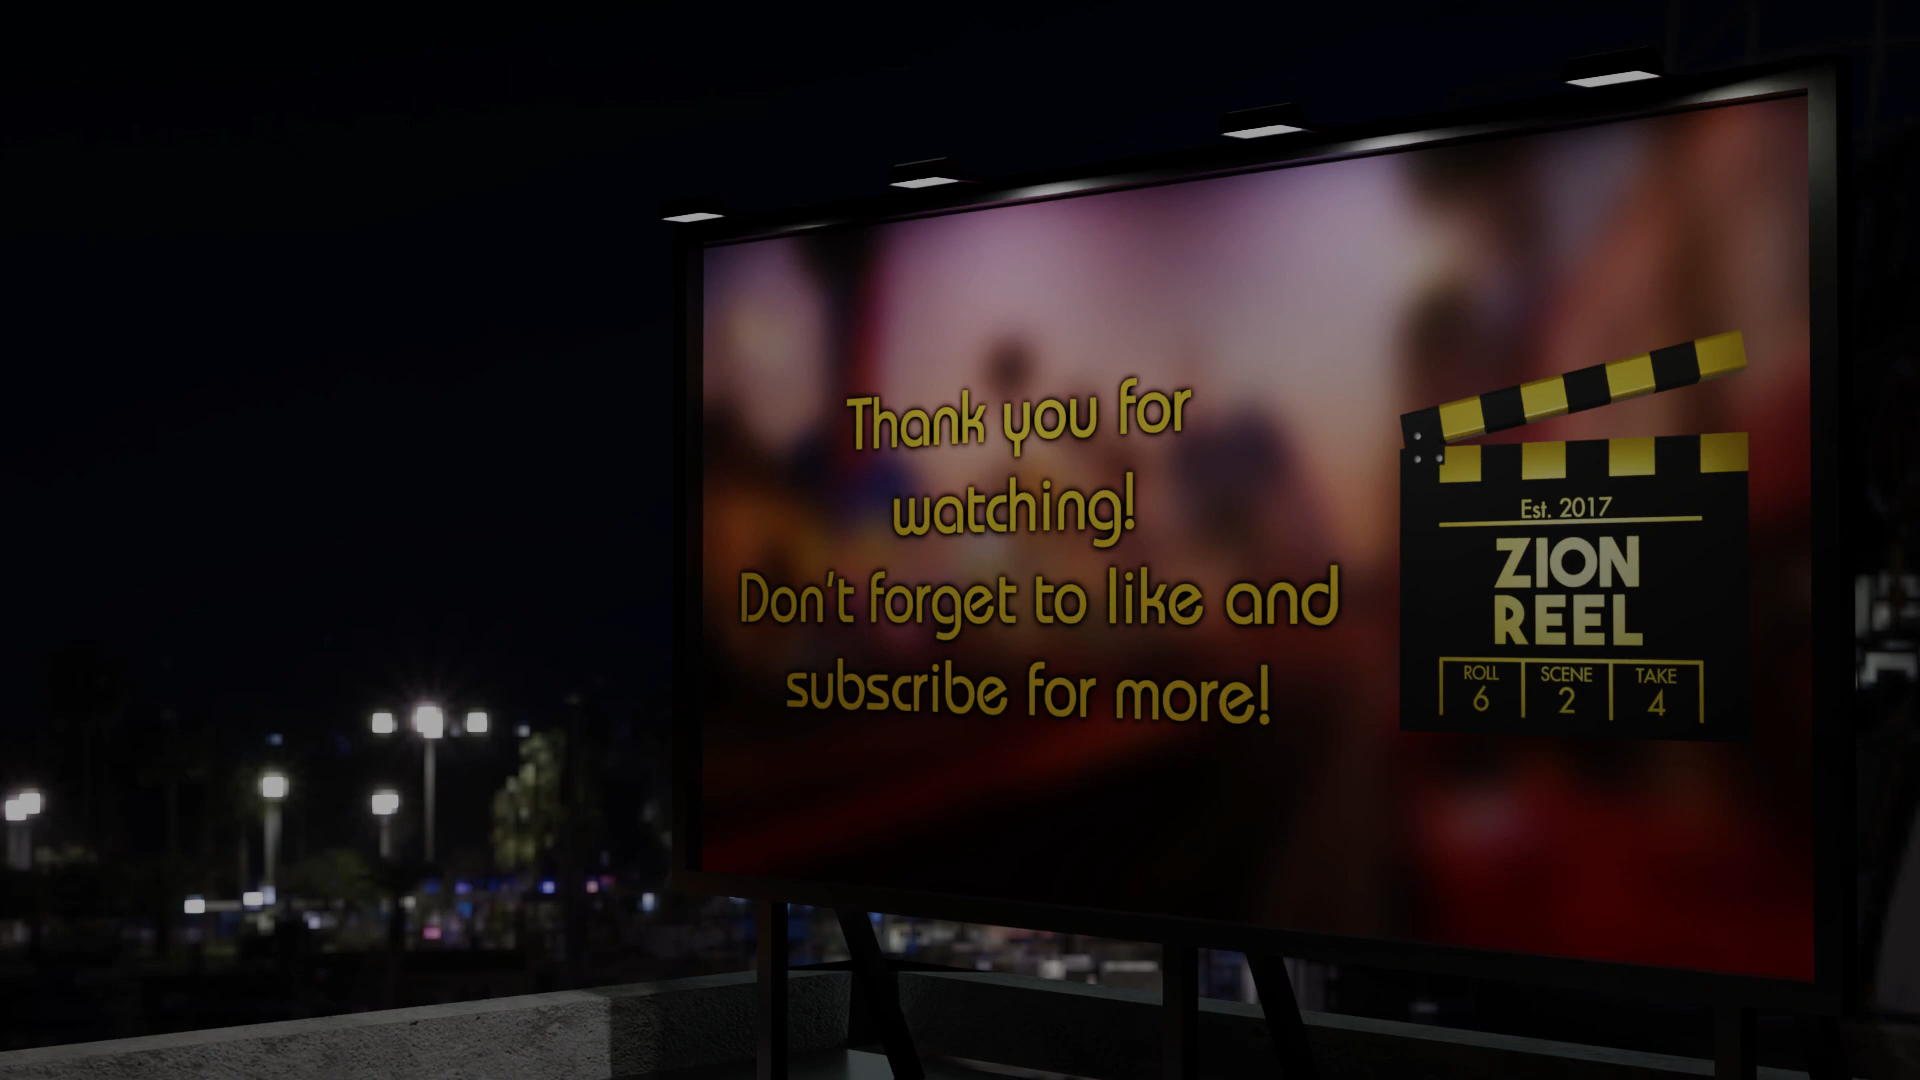 Thank you for
watching!
Don't forget to like and
subscribe for more!
Est. 2017
ZION
REEL
ROLL SCENE TAKE
6 2 4